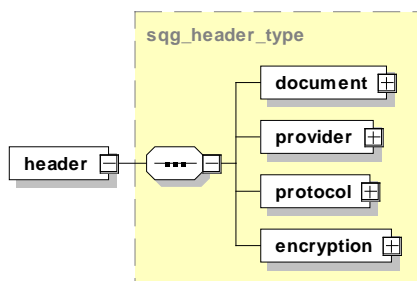 sqg_header_type
document
provider
header
protocol
encryption